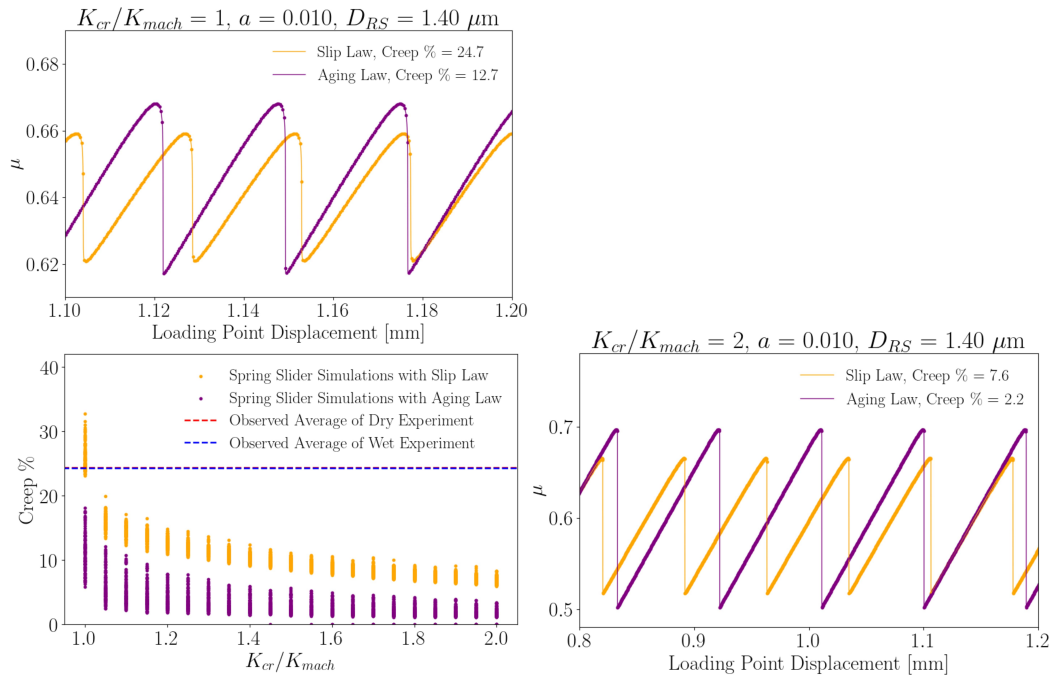 K_cr/K_mach = 1, a = 0.010, D_RS = 1.40 μm
Slip Law, Creep % = 24.7
Aging Law, Creep % = 12.7
0.68
0.66
0.64
0.62
μ
1.10
1.12
1.14
1.16
1.18
1.20
Loading Point Displacement [mm]
40
30
20
10
0
Creep %
Spring Slider Simulations with Slip Law
Spring Slider Simulations with Aging Law
Observed Average of Dry Experiment
Observed Average of Wet Experiment
1.0
1.2
1.4
1.6
1.8
2.0
K_cr/K_mach
K_cr/K_mach = 2, a = 0.010, D_RS = 1.40 μm
Slip Law, Creep % = 7.6
Aging Law, Creep % = 2.2
0.7
0.6
0.5
μ
0.8
0.9
1.0
1.1
1.2
Loading Point Displacement [mm]